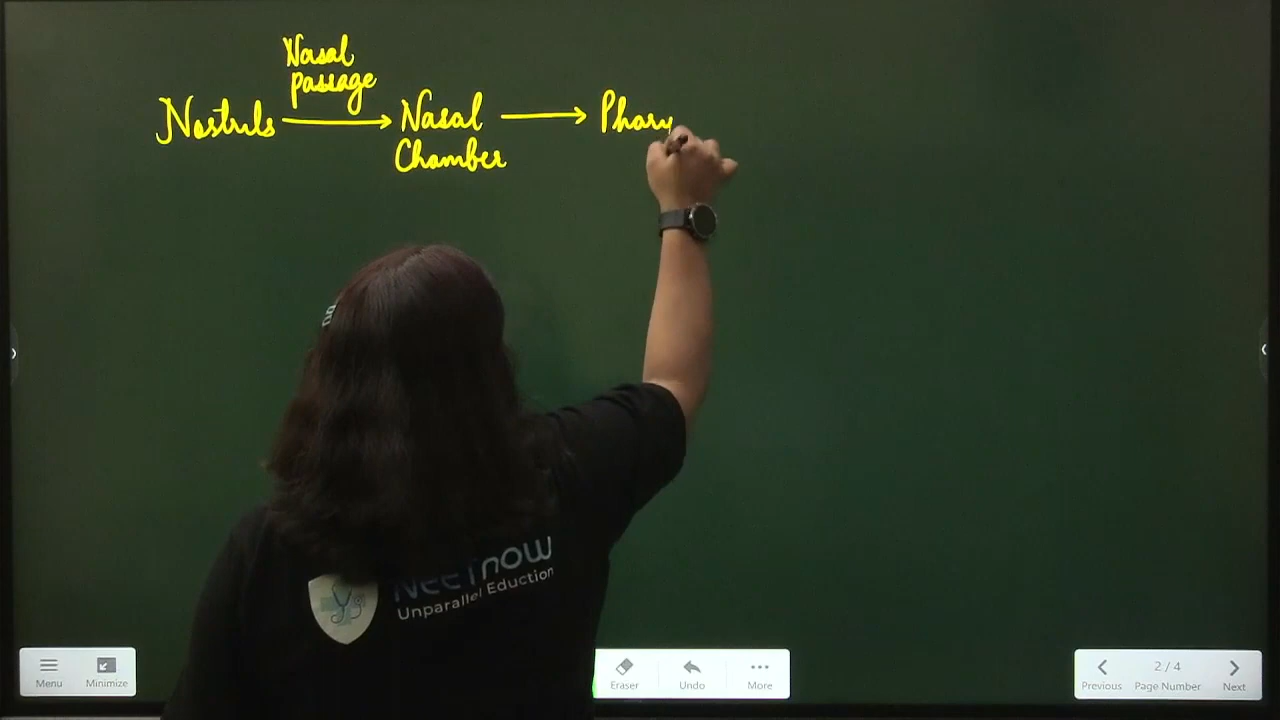 Nasal
passage
Nostrils → Nasal → Phary
Chamber
NEETnow
Unparallel Eduction
Menu
Minimize
Eraser
Undo
More
Previous
2 / 4
Page Number
Next